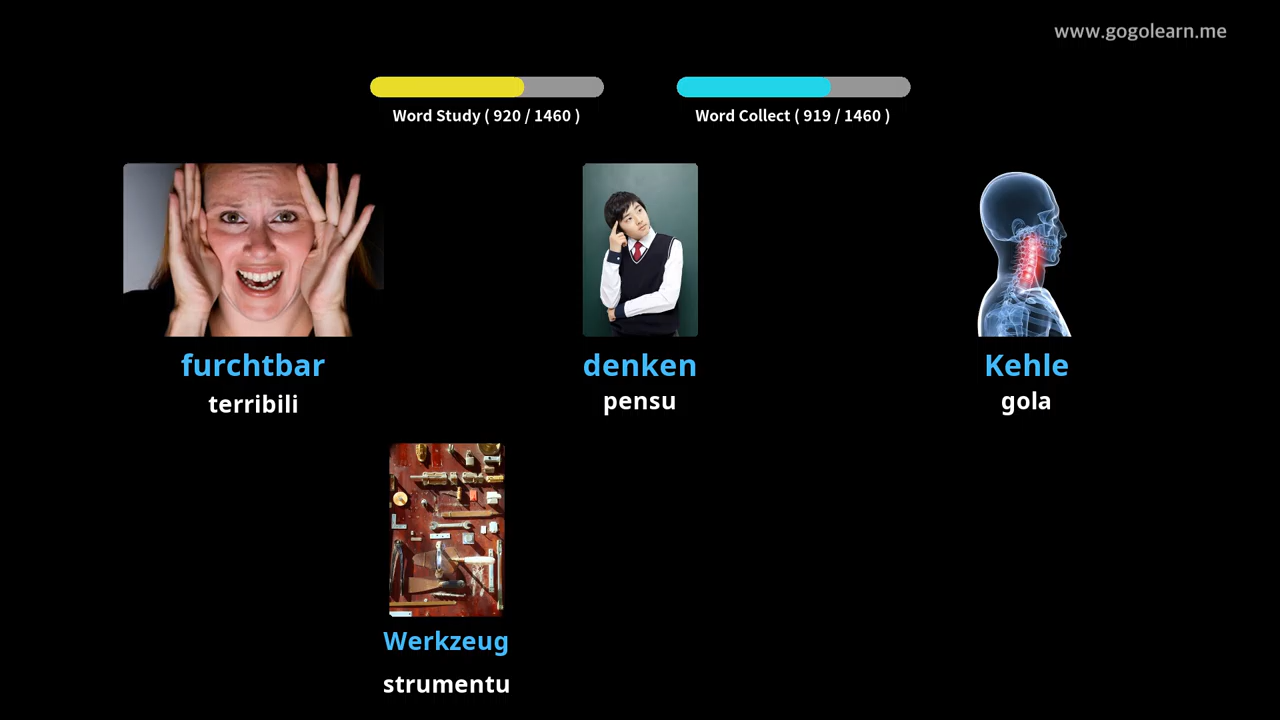 www.gogolearn.me
Word Study ( 920 / 1460 )
Word Collect ( 919 / 1460 )
furchtbar
terribili
denken
pensu
Kehle
gola
Werkzeug
strumentu